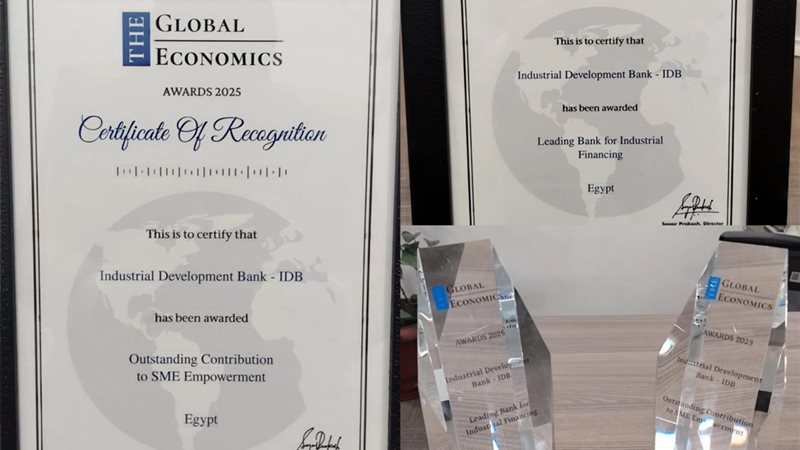 THE GLOBAL
ECONOMICS
AWARDS 2025
Certificate Of Recognition
This is to certify that
Industrial Development Bank - IDB
has been awarded
Outstanding Contribution
to SME Empowerment
Egypt
This is to certify that
Industrial Development Bank - IDB
has been awarded
Leading Bank for Industrial
Financing
Egypt
Prakash, Director
THE GLOBAL
ECONOMICS
AWARDS 2025
Industrial Development
Bank - IDB
Leading Bank for
Industrial Financing
THE GLOBAL
ECONOMICS
AWARDS 2025
Industrial Development
Bank - IDB
Outstanding Contribution
to SME Empowerment